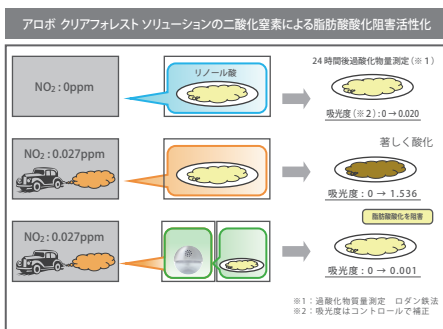 アロボ クリアフォレスト ソリューションの二酸化窒素による脂肪酸酸化阻害活性化
NO₂ : 0ppm
リノール酸
24時間後過酸化物量測定(※1)
吸光度(※2) : 0 → 0.020
NO₂ : 0.027ppm
著しく酸化
吸光度 : 0 → 1.536
NO₂ : 0.027ppm
脂肪酸酸化を阻害
吸光度 : 0 → 0.001
※1：過酸化物質量測定　ロダン鉄法
※2：吸光度はコントロールで補正